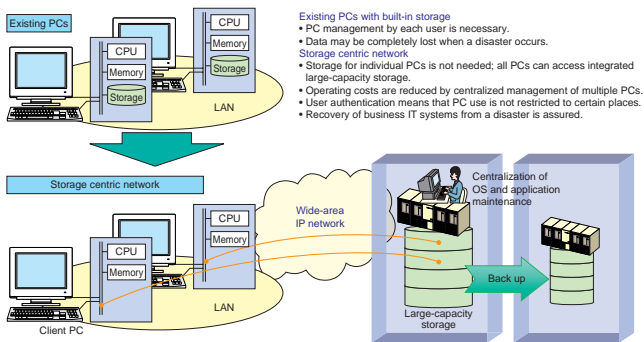 Existing PCs
CPU
Memory
Storage
CPU
Memory
Storage
LAN
Existing PCs with built-in storage
• PC management by each user is necessary.
• Data may be completely lost when a disaster occurs.
Storage centric network
• Storage for individual PCs is not needed; all PCs can access integrated
large-capacity storage.
• Operating costs are reduced by centralized management of multiple PCs.
• User authentication means that PC use is not restricted to certain places.
• Recovery of business IT systems from a disaster is assured.
Storage centric network
CPU
Memory
CPU
Memory
LAN
Client PC
Wide-area
IP network
Centralization of
OS and application
maintenance
Back up
Large-capacity
storage